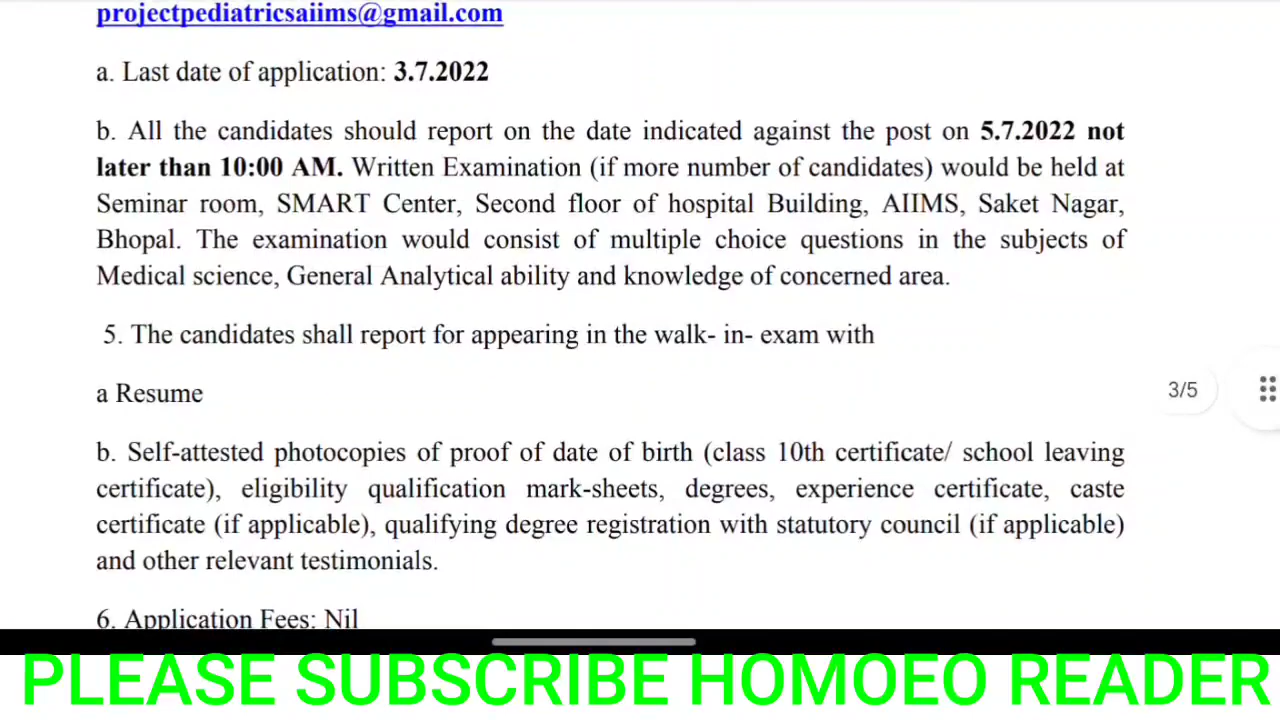 projectpediatricsaiims@gmail.com
a. Last date of application: 3.7.2022
b. All the candidates should report on the date indicated against the post on 5.7.2022 not
later than 10:00 AM. Written Examination (if more number of candidates) would be held at
Seminar room, SMART Center, Second floor of hospital Building, AIIMS, Saket Nagar,
Bhopal. The examination would consist of multiple choice questions in the subjects of
Medical science, General Analytical ability and knowledge of concerned area.
5. The candidates shall report for appearing in the walk- in- exam with
3/5
a Resume
b. Self-attested photocopies of proof of date of birth (class 10th certificate/ school leaving
certificate), eligibility qualification mark-sheets, degrees, experience certificate, caste
certificate (if applicable), qualifying degree registration with statutory council (if applicable)
and other relevant testimonials.
6. Application Fees: Nil
PLEASE SUBSCRIBE HOMOEO READER